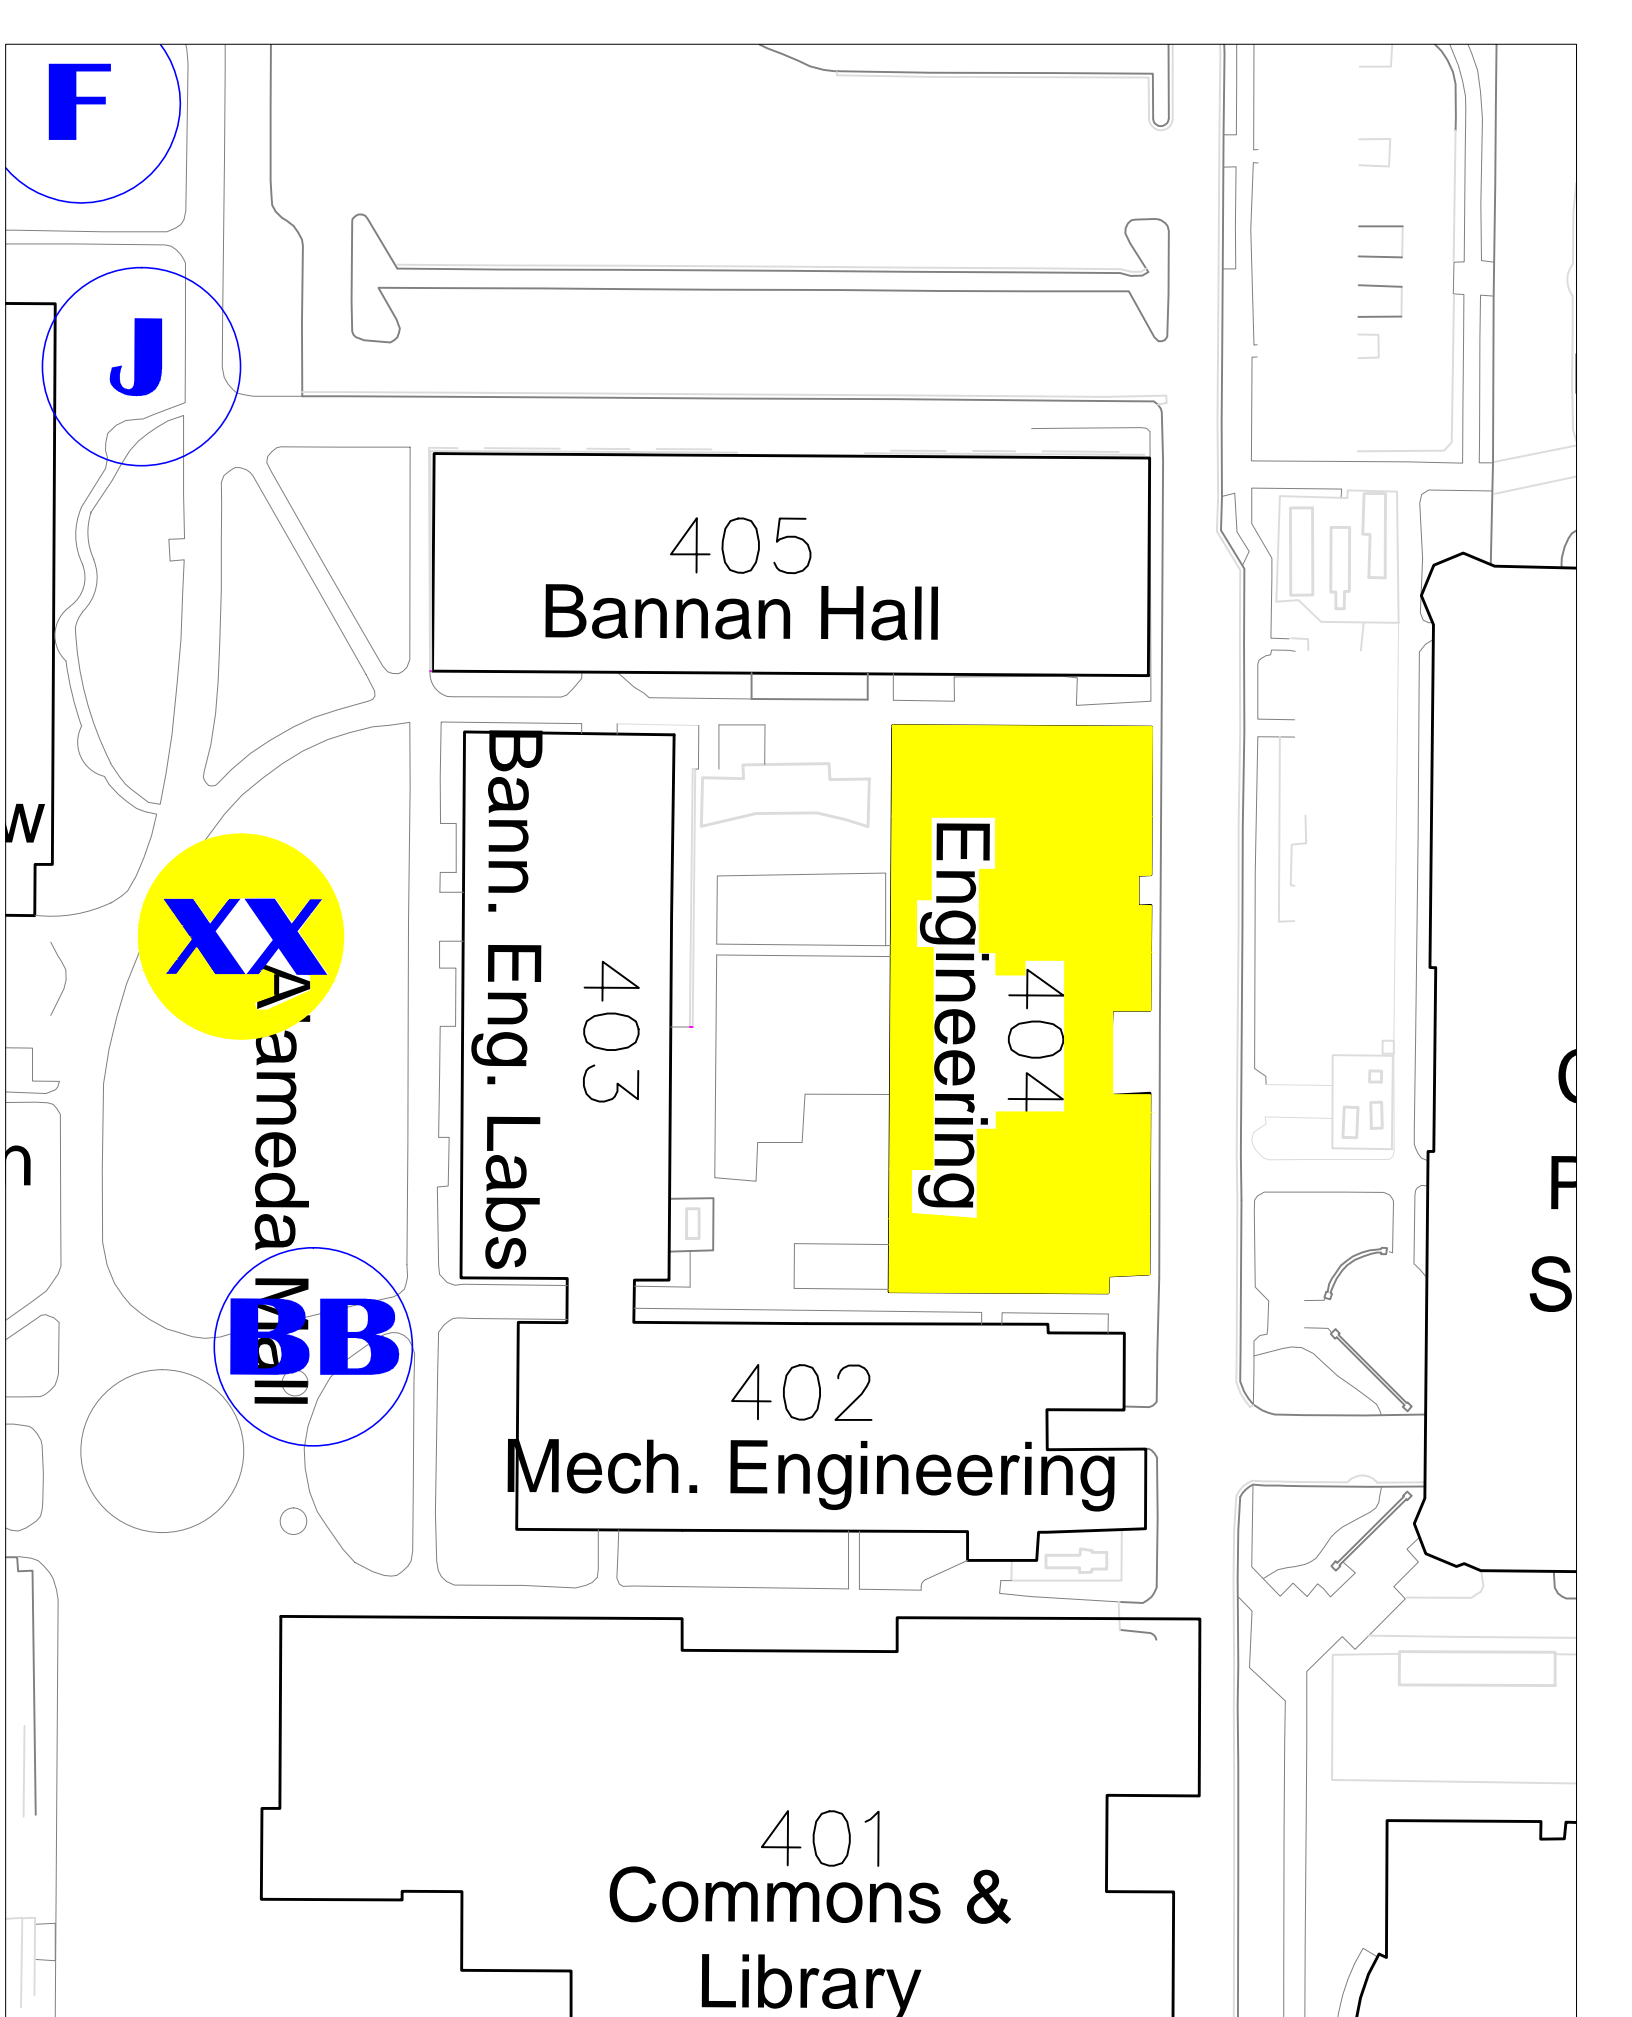 F
J
405
Bannan Hall
w
XX
Bann. Eng. Labs
403
Engineering
404
Alameda Mall
n
P
S
BB
402
Mech. Engineering
401
Commons &
Library